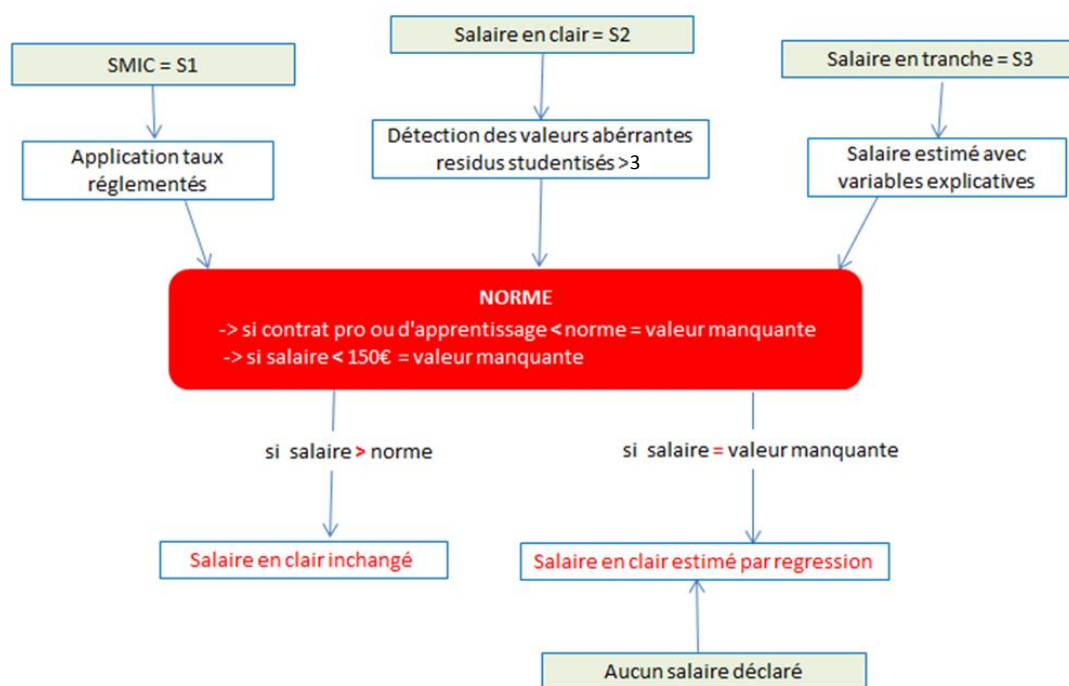 Salaire en clair = S2
SMIC = S1
Salaire en tranche = S3
Application taux
réglementés
Détection des valeurs abérrantes
residus studentisés >3
Salaire estimé avec
variables explicatives
NORME
-> si contrat pro ou d'apprentissage < norme = valeur manquante
-> si salaire < 150€ = valeur manquante
si salaire > norme
si salaire = valeur manquante
Salaire en clair inchangé
Salaire en clair estimé par regression
Aucun salaire déclaré